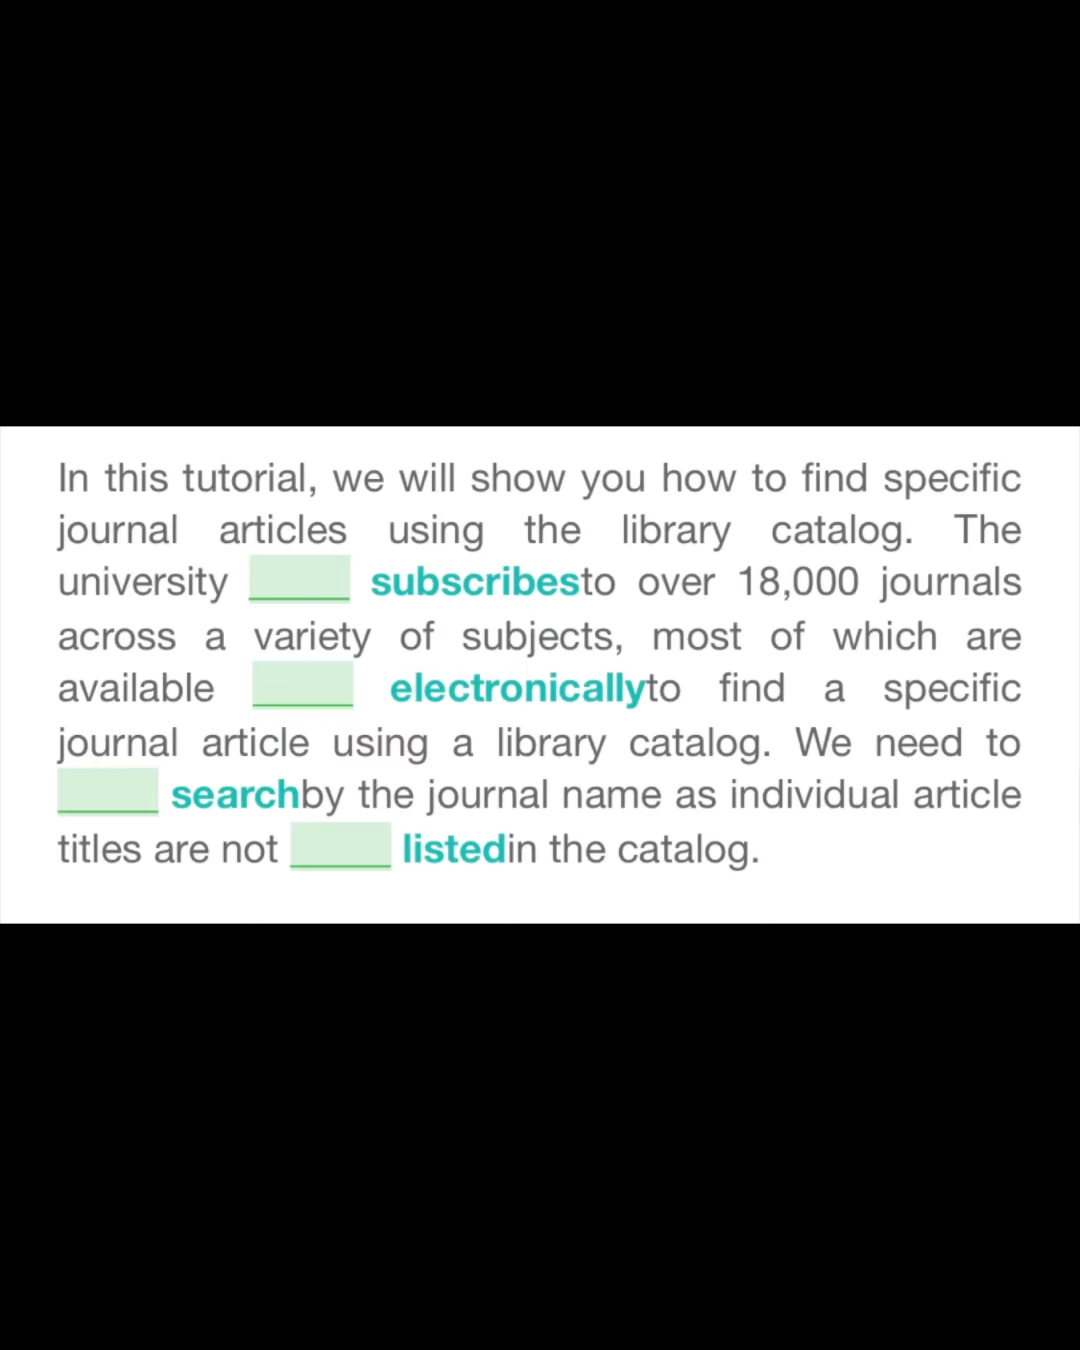 In this tutorial, we will show you how to find specific
journal articles using the library catalog. The
university subscribesto over 18,000 journals
across a variety of subjects, most of which are
available electronicallyto find a specific
journal article using a library catalog. We need to
searchby the journal name as individual article
titles are not listedin the catalog.